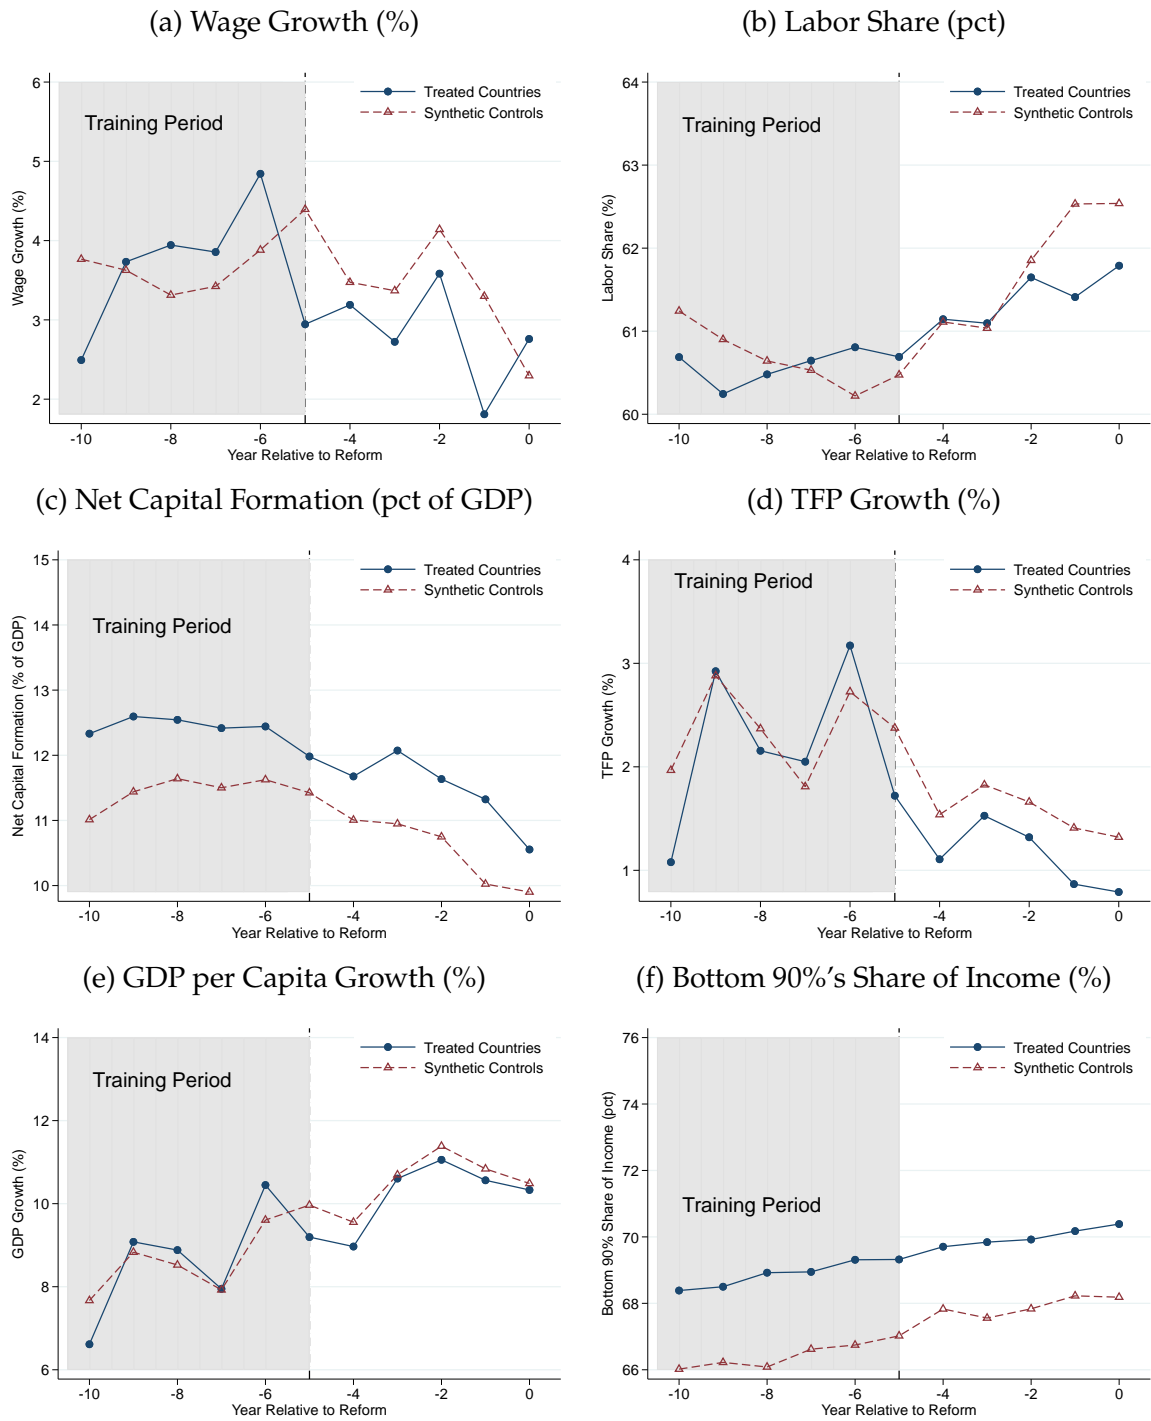 (a) Wage Growth (%)
Treated Countries
Synthetic Controls
Training Period
Wage Growth (%)
6
5
4
3
2
-10
-8
-6
-4
-2
0
Year Relative to Reform
(b) Labor Share (pct)
Treated Countries
Synthetic Controls
Training Period
Labor Share (%)
64
63
62
61
60
-10
-8
-6
-4
-2
0
Year Relative to Reform
(c) Net Capital Formation (pct of GDP)
Treated Countries
Synthetic Controls
Training Period
Net Capital Formation (% of GDP)
15
14
13
12
11
10
-10
-8
-6
-4
-2
0
Year Relative to Reform
(d) TFP Growth (%)
Treated Countries
Synthetic Controls
Training Period
TFP Growth (%)
4
3
2
1
-10
-8
-6
-4
-2
0
Year Relative to Reform
(e) GDP per Capita Growth (%)
Treated Countries
Synthetic Controls
Training Period
GDP Growth (%)
14
12
10
8
6
-10
-8
-6
-4
-2
0
Year Relative to Reform
(f) Bottom 90%'s Share of Income (%)
Treated Countries
Synthetic Controls
Training Period
Bottom 90% Share of Income (pct)
76
74
72
70
68
66
-10
-8
-6
-4
-2
0
Year Relative to Reform